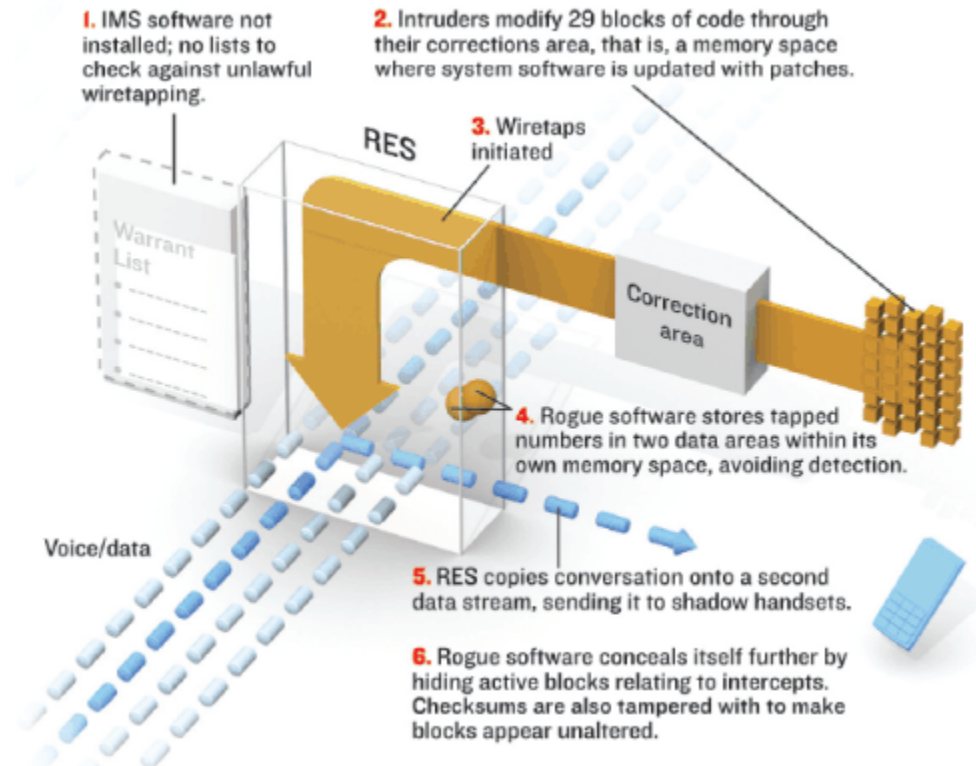 1. IMS software not
installed; no lists to
check against unlawful
wiretapping.
2. Intruders modify 29 blocks of code through
their corrections area, that is, a memory space
where system software is updated with patches.
RES
3. Wiretaps
initiated
Warrant
List
Correction
area
4. Rogue software stores tapped
numbers in two data areas within its
own memory space, avoiding detection.
Voice/data
5. RES copies conversation onto a second
data stream, sending it to shadow handsets.
6. Rogue software conceals itself further by
hiding active blocks relating to intercepts.
Checksums are also tampered with to make
blocks appear unaltered.